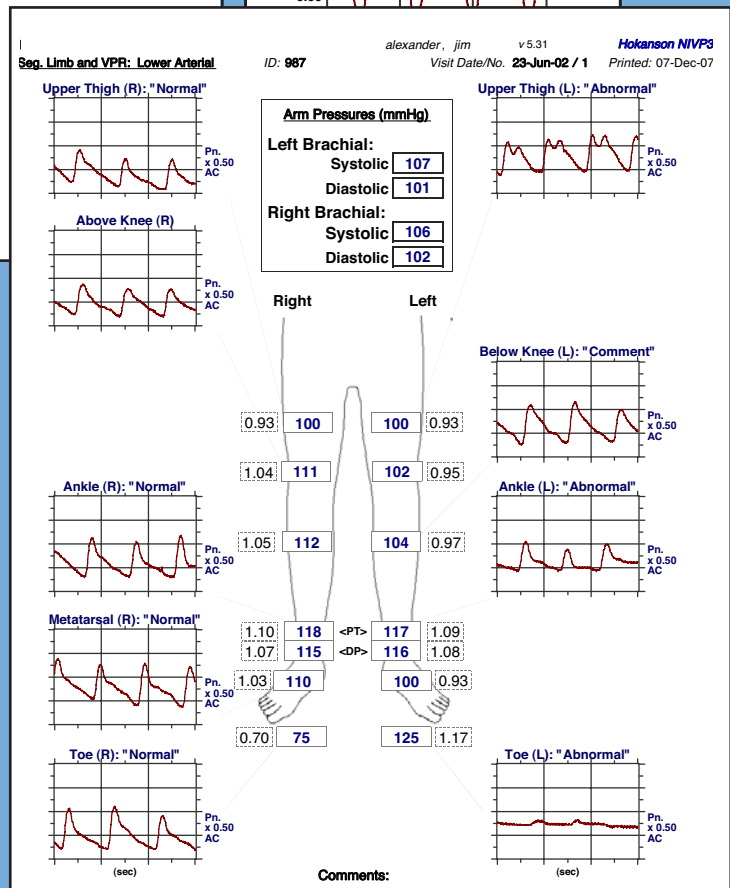 alexander, jim v 5.31 Hokanson NIVP3
Seg. Limb and VPR: Lower Arterial ID: 987 Visit Date/No. 23-Jun-02 / 1 Printed: 07-Dec-07
Upper Thigh (R): "Normal"
Pn.
x 0.50
AC
Above Knee (R)
Pn.
x 0.50
AC
Arm Pressures (mmHg)
Left Brachial:
Systolic 107
Diastolic 101
Right Brachial:
Systolic 106
Diastolic 102
Upper Thigh (L): "Abnormal"
Pn.
x 0.50
AC
Right Left
Below Knee (L): "Comment"
Pn.
x 0.50
AC
0.93 100 100 0.93
1.04 111 102 0.95
Ankle (R): "Normal"
Pn.
x 0.50
AC
Ankle (L): "Abnormal"
Pn.
x 0.50
AC
1.05 112 104 0.97
Metatarsal (R): "Normal"
Pn.
x 0.50
AC
1.10 118 <PT> 117 1.09
1.07 115 <DP> 116 1.08
1.03 110 100 0.93
0.70 75 125 1.17
Toe (R): "Normal"
Pn.
x 0.50
AC
(sec)
Toe (L): "Abnormal"
Pn.
x 0.50
AC
(sec)
Comments: